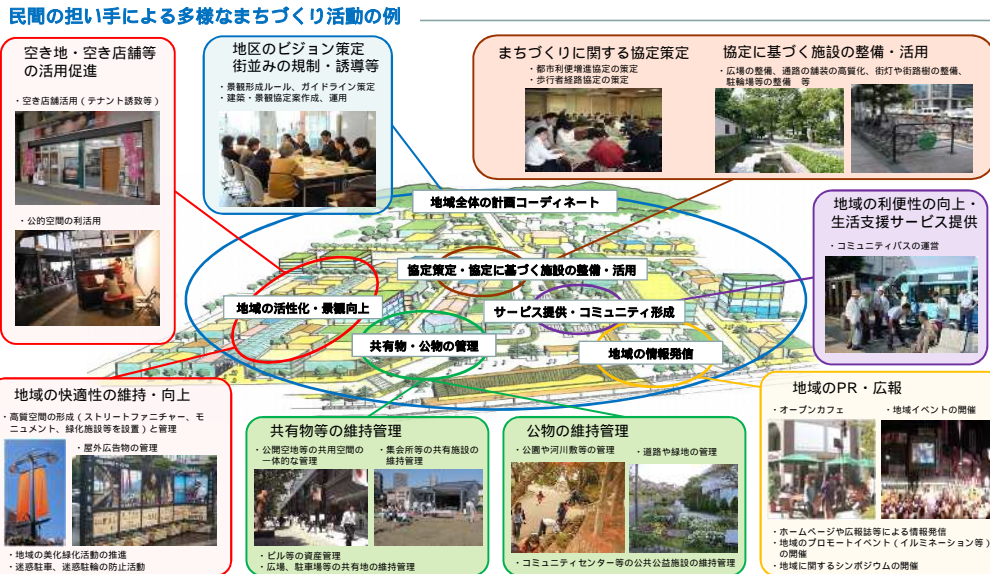 民間の担い手による多様なまちづくり活動の例
空き地・空き店舗等
の活用促進
・空き店舗活用(テナント誘致等)
・公的空間の利活用
地区のビジョン策定
街並みの規制・誘導等
・景観形成ルール、ガイドライン策定
・建築・景観協定案作成、運用
まちづくりに関する協定策定
・都市利便増進協定の策定
・歩行者経路協定の策定
協定に基づく施設の整備・活用
・広場の整備、通路の舗装の高質化、街灯や街路樹の整備、
駐輪場等の整備 等
地域の利便性の向上・
生活支援サービス提供
・コミュニティバスの運営
地域全体の計画コーディネート
協定策定・協定に基づく施設の整備・活用
地域の活性化・景観向上
サービス提供・コミュニティ形成
共有物・公物の管理
地域の情報発信
地域の快適性の維持・向上
・高質空間の形成(ストリートファニチャー、モ
ニュメント、緑化施設等を設置)と管理
・屋外広告物の管理
・地域の美化緑化活動の推進
・迷惑駐車、迷惑駐輪の防止活動
共有物等の維持管理
・公開空地等の共用空間の
一体的な管理
・集会所等の共有施設の
維持管理
・ビル等の資産管理
・広場、駐車場等の共有地の維持管理
公物の維持管理
・公園や河川敷等の管理
・道路や緑地の管理
・コミュニティセンター等の公共公益施設の維持管理
地域のPR・広報
・オープンカフェ
・地域イベントの開催
・ホームページや広報誌等による情報発信
・地域のプロモートイベント(イルミネーション等)
の開催
・地域に関するシンポジウムの開催